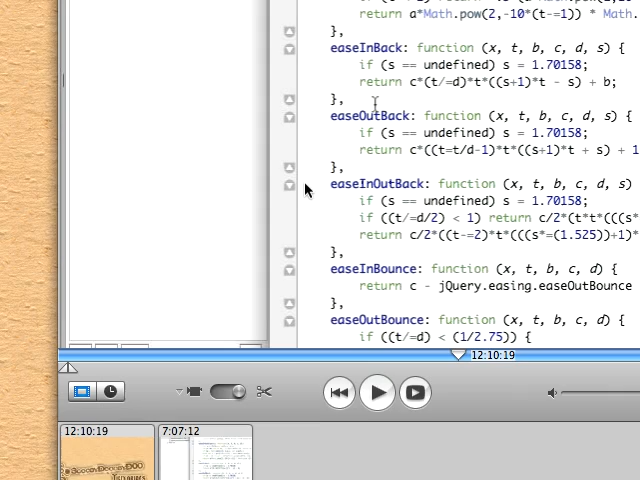 return a*Math.pow(2,-10*(t-=1)) * Math.
},
easeInBack: function (x, t, b, c, d, s) {
if (s == undefined) s = 1.70158;
return c*(t/=d)*t*((s+1)*t - s) + b;
},
easeOutBack: function (x, t, b, c, d, s) {
if (s == undefined) s = 1.70158;
return c*((t=t/d-1)*t*((s+1)*t + s) + 1
},
easeInOutBack: function (x, t, b, c, d, s)
if (s == undefined) s = 1.70158;
if ((t/=d/2) < 1) return c/2*(t*t*(((s*
return c/2*((t-=2)*t*(((s*=(1.525))+1)*
},
easeInBounce: function (x, t, b, c, d) {
return c - jQuery.easing.easeOutBounce
},
easeOutBounce: function (x, t, b, c, d) {
if ((t/=d) < (1/2.75)) {
12:10:19
12:10:19 7:07:12